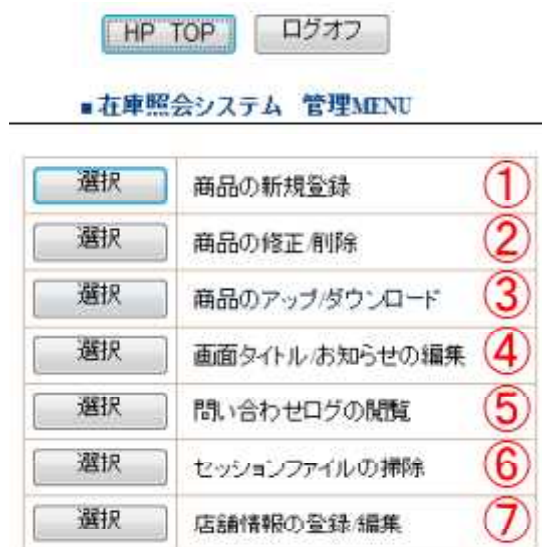 HP TOP ログオフ
■在庫照会システム 管理MENU
選択 商品の新規登録 ①
選択 商品の修正/削除 ②
選択 商品のアップ/ダウンロード ③
選択 画面タイトル/お知らせの編集 ④
選択 問い合わせログの閲覧 ⑤
選択 セッションファイルの掃除 ⑥
選択 店舗情報の登録/編集 ⑦